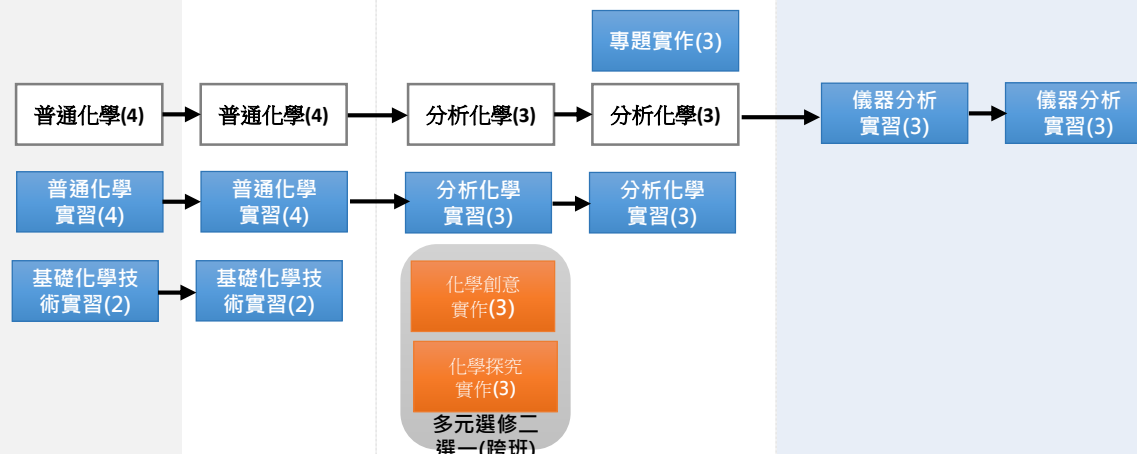 專題實作(3)
普通化學(4)
普通化學(4)
分析化學(3)
分析化學(3)
儀器分析
實習(3)
儀器分析
實習(3)
普通化學
實習(4)
普通化學
實習(4)
分析化學
實習(3)
分析化學
實習(3)
基礎化學技
術實習(2)
基礎化學技
術實習(2)
化學創意
實作(3)
化學探究
實作(3)
多元選修二
選一(跨班)